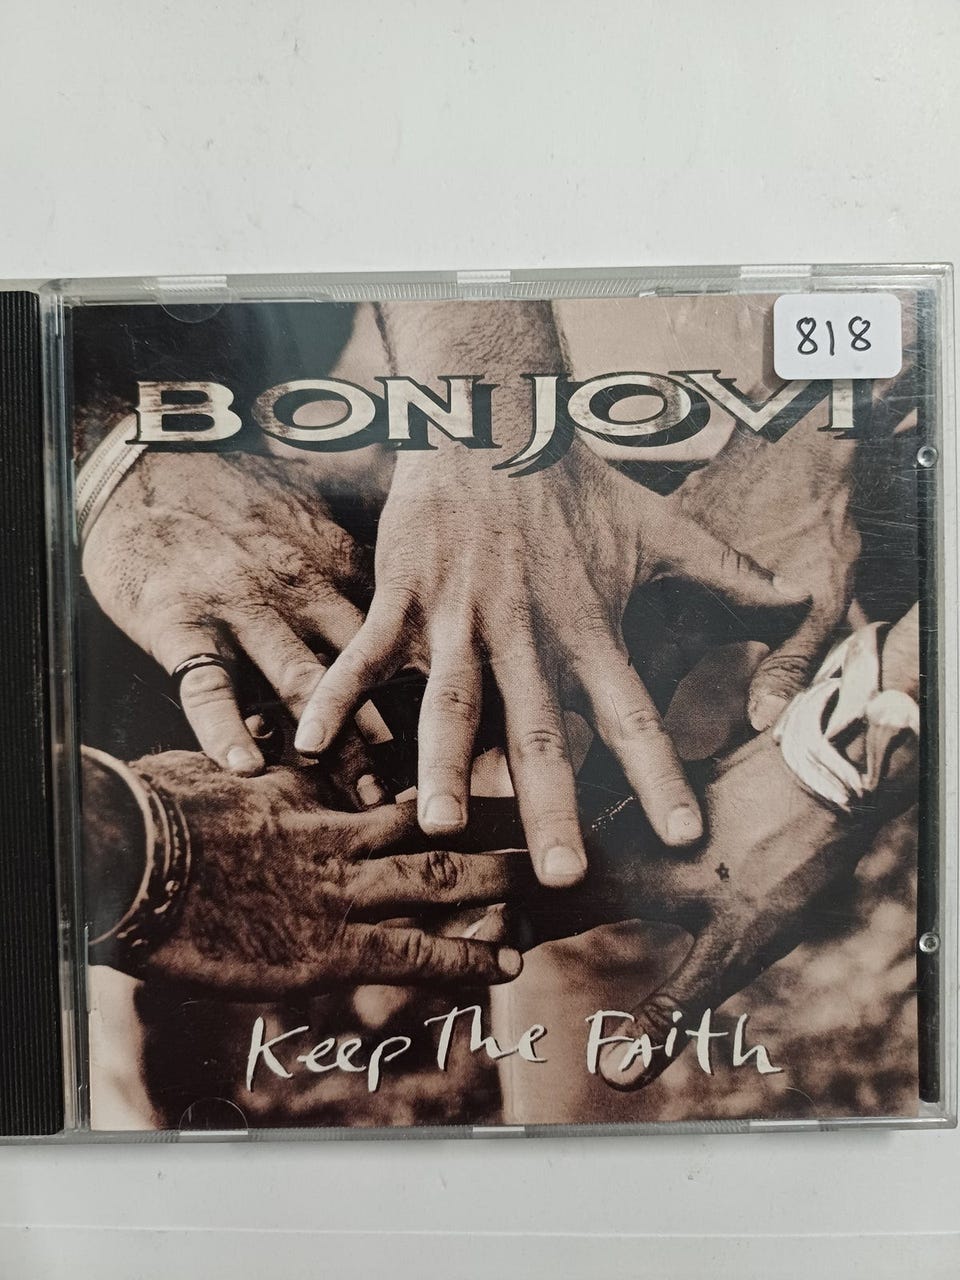 818
BON JOVI
Keep The Faith